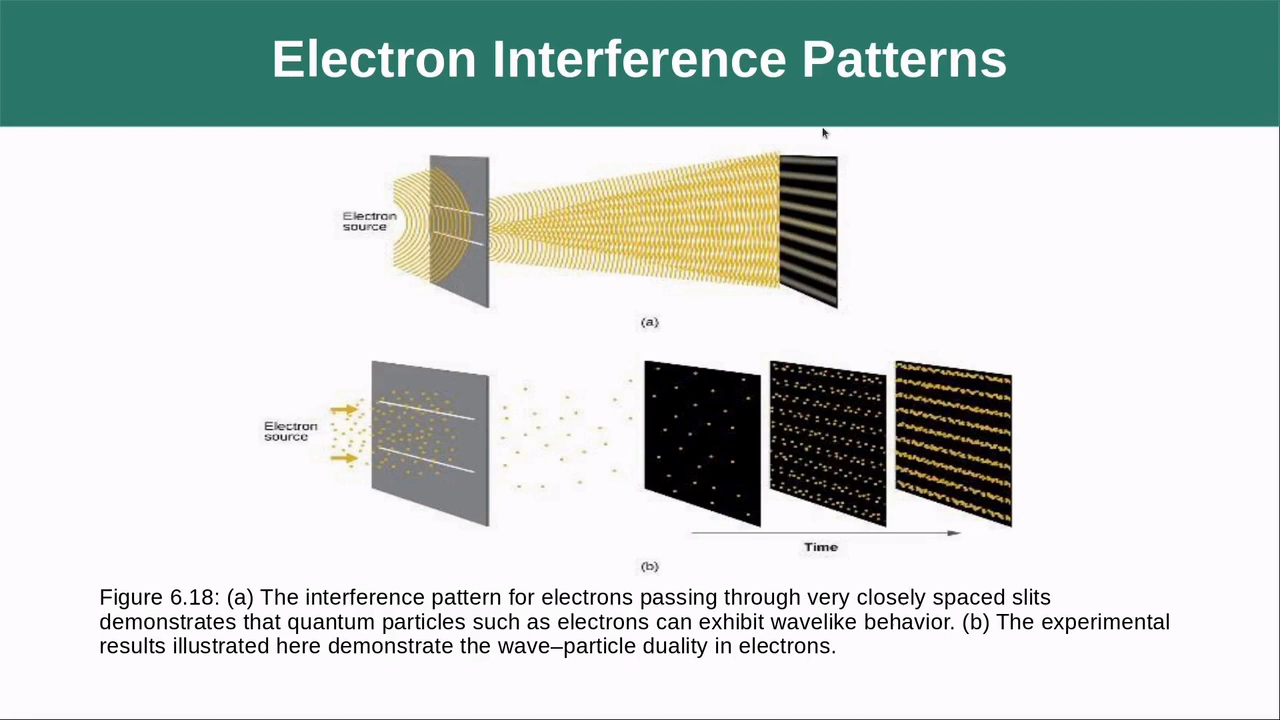 Electron Interference Patterns
Electron
source
(a)
Electron
source
Time
(b)
Figure 6.18: (a) The interference pattern for electrons passing through very closely spaced slits
demonstrates that quantum particles such as electrons can exhibit wavelike behavior. (b) The experimental
results illustrated here demonstrate the wave–particle duality in electrons.